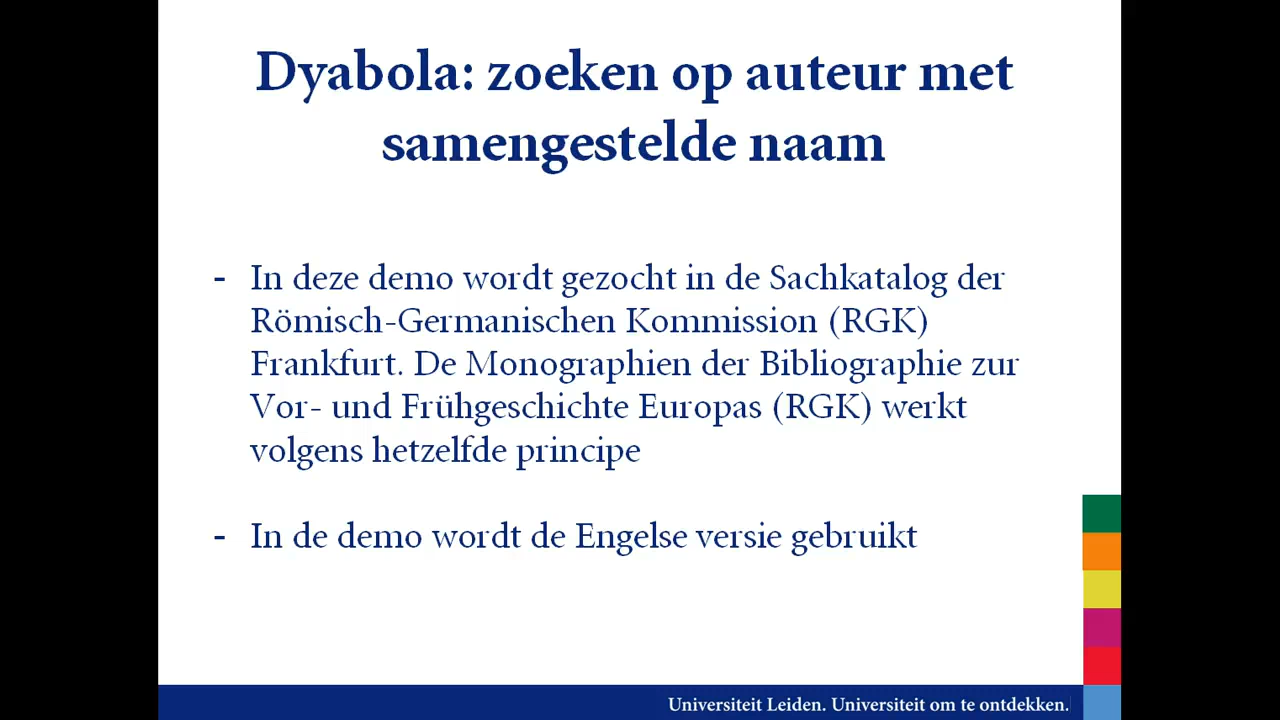 Dyabola: zoeken op auteur met
samengestelde naam
- In deze demo wordt gezocht in de Sachkatalog der
Römisch-Germanischen Kommission (RGK)
Frankfurt. De Monographien der Bibliographie zur
Vor- und Frühgeschichte Europas (RGK) werkt
volgens hetzelfde principe
- In de demo wordt de Engelse versie gebruikt
Universiteit Leiden. Universiteit om te ontdekken.